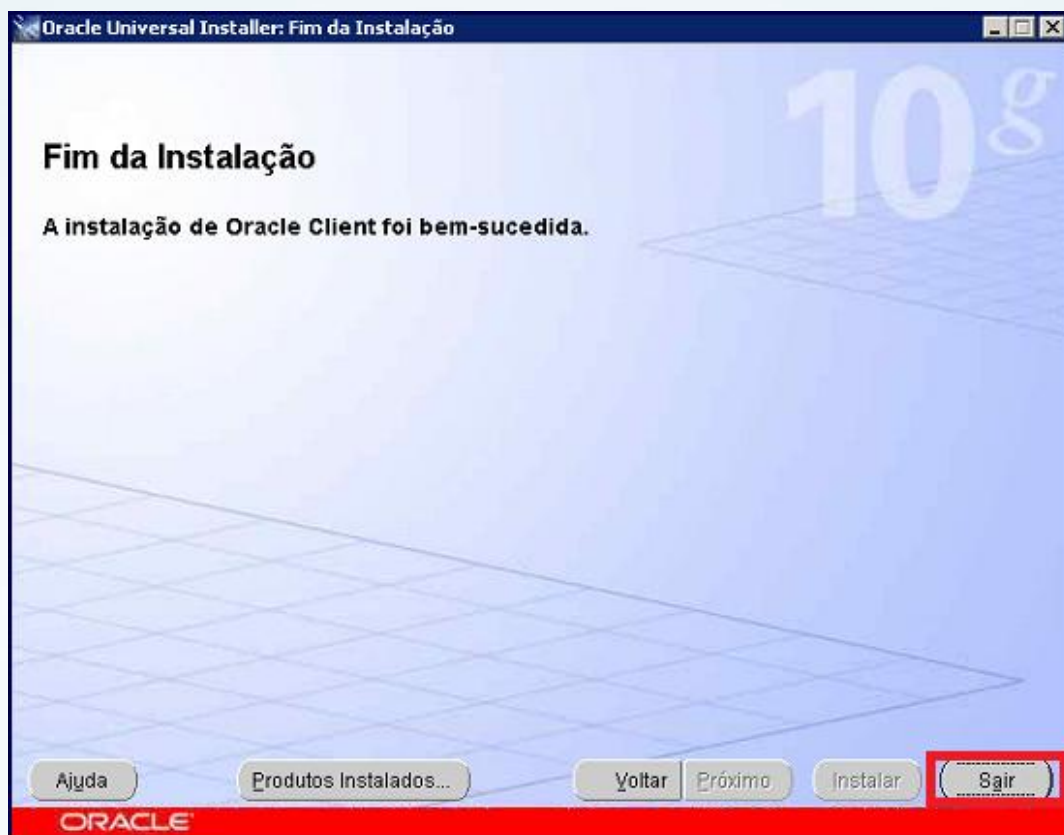 Oracle Universal Installer: Fim da Instalação
10g
Fim da Instalação
A instalação de Oracle Client foi bem-sucedida.
Ajuda
Produtos Instalados...
Voltar
Próximo
Instalar
Sair
ORACLE